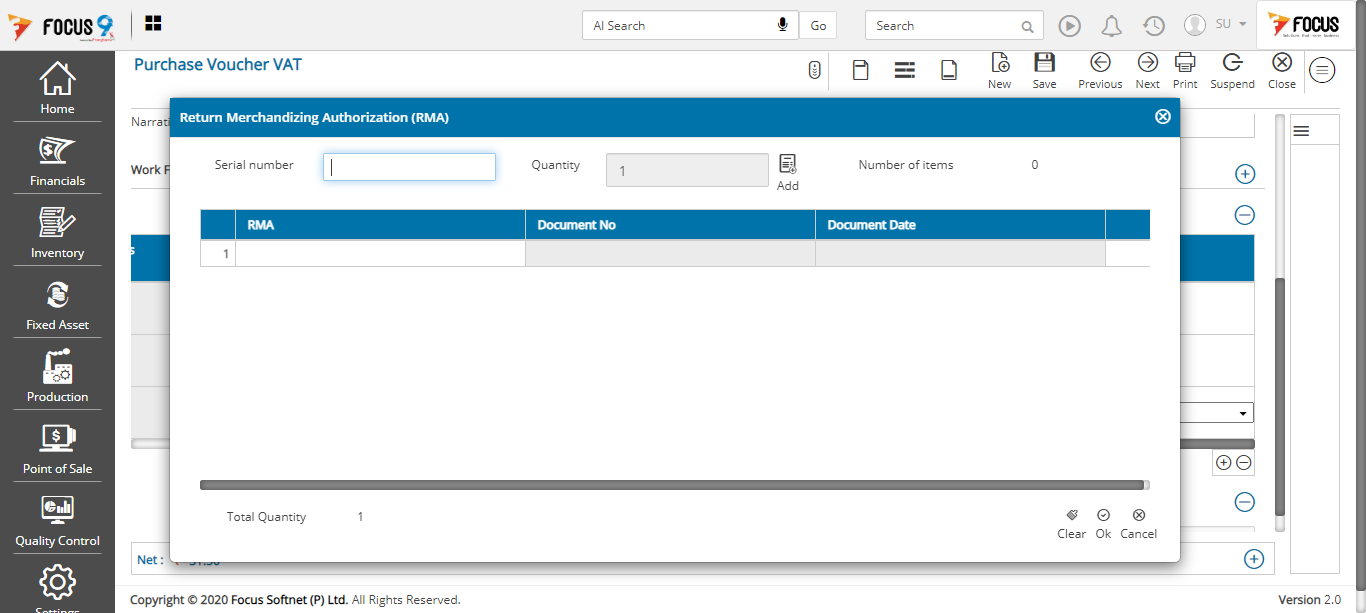 FOCUS 9
AI Search
Go
Search
SU
FOCUS
Purchase Voucher VAT
New
Save
Previous
Next
Print
Suspend
Close
Home
Financials
Inventory
Fixed Asset
Production
Point of Sale
Quality Control
Settings
Narrati
Work F
s
Return Merchandizing Authorization (RMA)
Serial number
Quantity
1
Add
Number of items
0
RMA
Document No
Document Date
1
Total Quantity
1
Clear
Ok
Cancel
Net :
Copyright © 2020 Focus Softnet (P) Ltd. All Rights Reserved.
Version 2.0